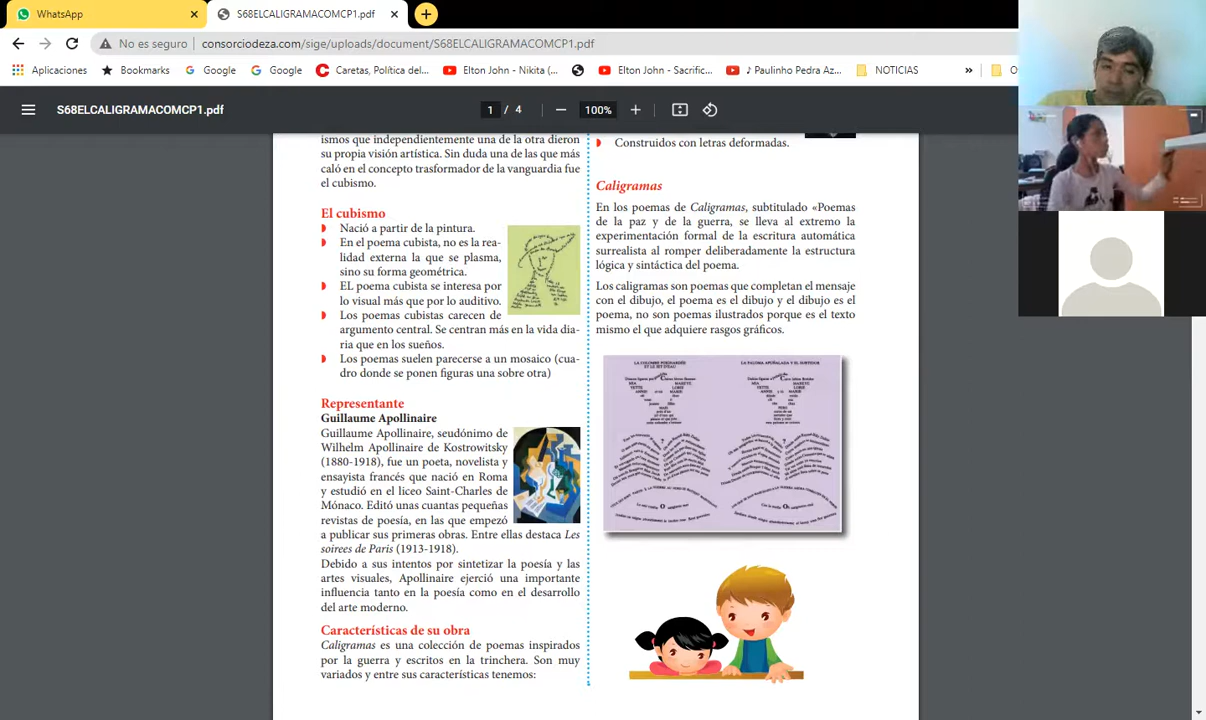 WhatsApp
S68ELCALIGRAMACOMCP1.pdf
No es seguro
consorciodeza.com/sige/uploads/document/S68ELCALIGRAMACOMCP1.pdf
Aplicaciones
Bookmarks
Google
Google
Caretas, Política del...
Elton John - Nikita (...
Elton John - Sacrific...
♪ Paulinho Pedra Az...
NOTICIAS
»
S68ELCALIGRAMACOMCP1.pdf
1 / 4
100%
ismos que independientemente una de la otra dieron
su propia visión artística. Sin duda una de las que más
caló en el concepto trasformador de la vanguardia fue
el cubismo.
El cubismo
Nació a partir de la pintura.
En el poema cubista, no es la rea-
lidad externa la que se plasma,
sino su forma geométrica.
EL poema cubista se interesa por
lo visual más que por lo auditivo.
Los poemas cubistas carecen de
argumento central. Se centran más en la vida dia-
ria que en los sueños.
Los poemas suelen parecerse a un mosaico (cua-
dro donde se ponen figuras una sobre otra)
Representante
Guillaume Apollinaire
Guillaume Apollinaire, seudónimo de
Wilhelm Apollinaire de Kostrowitsky
(1880-1918), fue un poeta, novelista y
ensayista francés que nació en Roma
y estudió en el liceo Saint-Charles de
Mónaco. Editó unas cuantas pequeñas
revistas de poesía, en las que empezó
a publicar sus primeras obras. Entre ellas destaca Les
soirees de Paris (1913-1918).
Debido a sus intentos por sintetizar la poesía y las
artes visuales, Apollinaire ejerció una importante
influencia tanto en la poesía como en el desarrollo
del arte moderno.
Características de su obra
Caligramas es una colección de poemas inspirados
por la guerra y escritos en la trinchera. Son muy
variados y entre sus características tenemos:
Construidos con letras deformadas.
Caligramas
En los poemas de Caligramas, subtitulado «Poemas
de la paz y de la guerra, se lleva al extremo la
experimentación formal de la escritura automática
surrealista al romper deliberadamente la estructura
lógica y sintáctica del poema.
Los caligramas son poemas que completan el mensaje
con el dibujo, el poema es el dibujo y el dibujo es el
poema, no son poemas ilustrados porque es el texto
mismo el que adquiere rasgos gráficos.
LA COLOMBE POIGNARDÉE
ET LE JET D'EAU
LA PALOMA APUÑALADA Y EL SURTIDOR